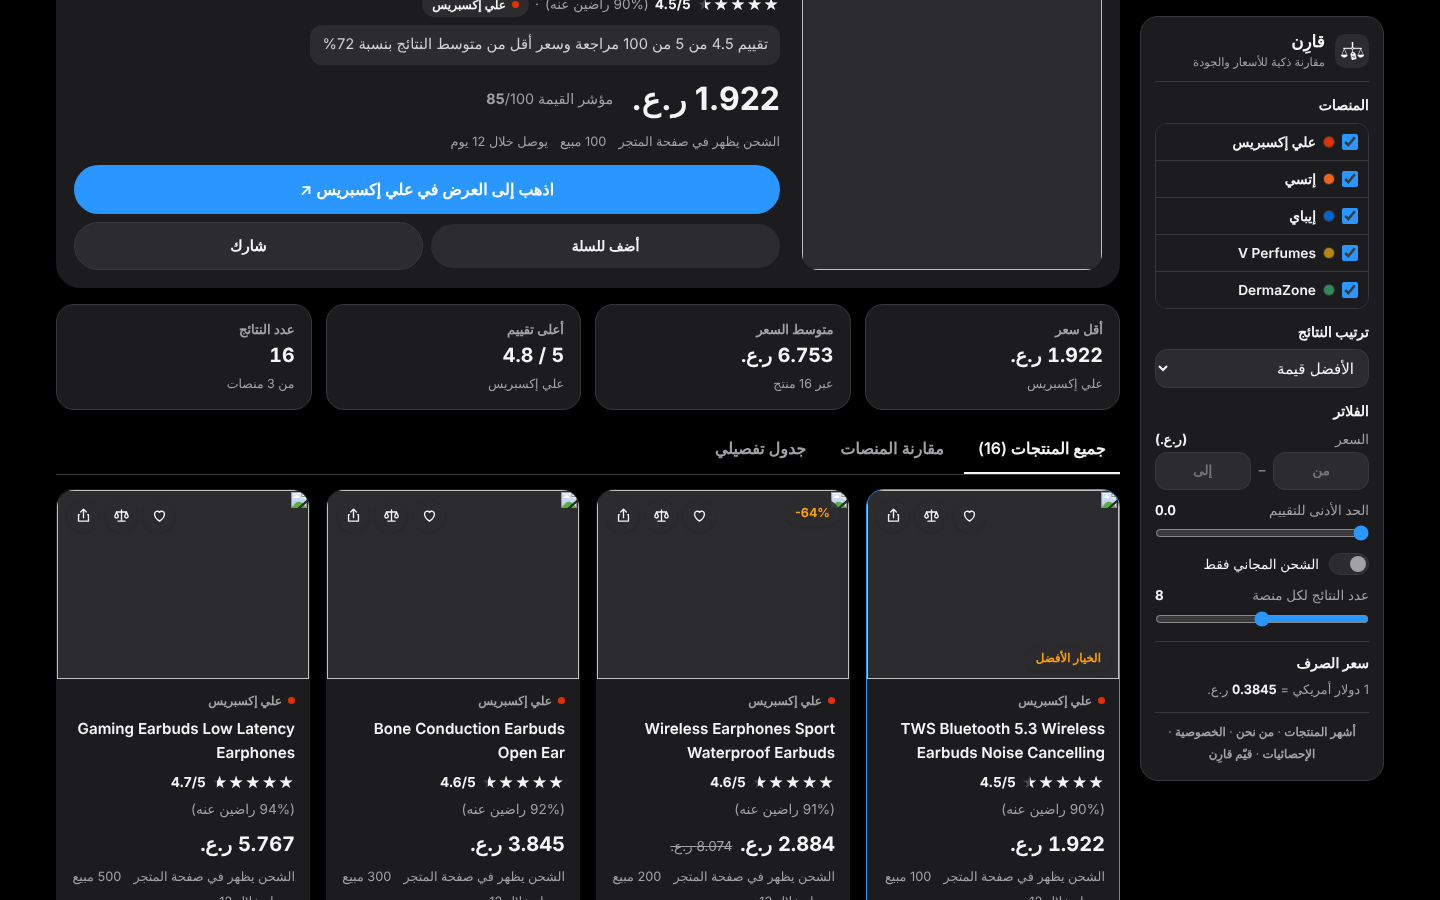 قارِن
مقارنة ذكية للأسعار والجودة
المنصات
علي إكسبريس
إتسي
إيباي
V Perfumes
DermaZone
ترتيب النتائج
الأفضل قيمة
الفلاتر
السعر (ر.ع.)
من – إلى
الحد الأدنى للتقييم 0.0
الشحن المجاني فقط
عدد النتائج لكل منصة 8
سعر الصرف
1 دولار أمريكي = 0.3845 ر.ع.
أشهر المنتجات · من نحن · الخصوصية ·
الإحصائيات · قيّم قارِن
★★★★★ 4.5/5 (90% راضين عنه) · علي إكسبريس
تقييم 4.5 من 5 من 100 مراجعة وسعر أقل من متوسط النتائج بنسبة 72%
1.922 ر.ع. مؤشر القيمة 85/100
الشحن يظهر في صفحة المتجر 100 مبيع يوصل خلال 12 يوم
اذهب إلى العرض في علي إكسبريس ↗
أضف للسلة شارك
أقل سعر
1.922 ر.ع.
علي إكسبريس
متوسط السعر
6.753 ر.ع.
عبر 16 منتج
أعلى تقييم
4.8 / 5
علي إكسبريس
عدد النتائج
16
من 3 منصات
جميع المنتجات (16) مقارنة المنصات جدول تفصيلي
الخيار الأفضل
علي إكسبريس
TWS Bluetooth 5.3 Wireless
Earbuds Noise Cancelling
★★★★★ 4.5/5
(90% راضين عنه)
1.922 ر.ع.
الشحن يظهر في صفحة المتجر 100 مبيع
-64%
علي إكسبريس
Wireless Earphones Sport
Waterproof Earbuds
★★★★★ 4.6/5
(91% راضين عنه)
2.884 ر.ع. 8.074 ر.ع.
الشحن يظهر في صفحة المتجر 200 مبيع
علي إكسبريس
Bone Conduction Earbuds
Open Ear
★★★★★ 4.6/5
(92% راضين عنه)
3.845 ر.ع.
الشحن يظهر في صفحة المتجر 300 مبيع
علي إكسبريس
Gaming Earbuds Low Latency
Earphones
★★★★★ 4.7/5
(94% راضين عنه)
5.767 ر.ع.
الشحن يظهر في صفحة المتجر 500 مبيع